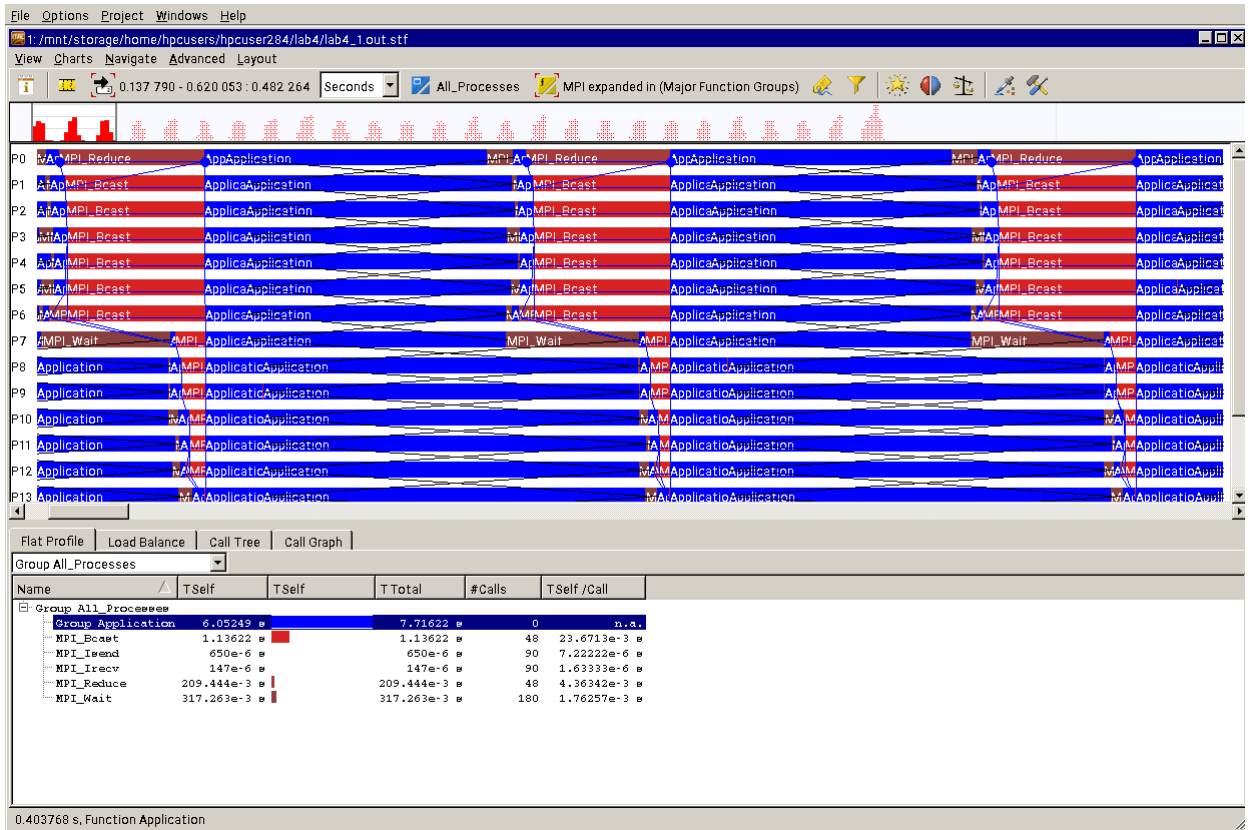 File Options Project Windows Help
1: /mnt/storage/home/hpcusers/hpcuser284/lab4/lab4_1.out.stf
View Charts Navigate Advanced Layout
0.137 790 - 0.620 053 : 0.482 264 Seconds All_Processes MPI expanded in (Major Function Groups)
P0 MPI_Reduce Application MPI_Reduce Application MPI_Reduce Application
P1 MPI_Bcast Application MPI_Bcast Application MPI_Bcast
P2 MPI_Bcast Application MPI_Bcast Application MPI_Bcast
P3 MPI_Bcast Application MPI_Bcast Application MPI_Bcast
P4 MPI_Bcast Application MPI_Bcast Application MPI_Bcast
P5 MPI_Bcast Application MPI_Bcast Application MPI_Bcast
P6 MPI_Bcast Application MPI_Bcast Application MPI_Bcast
P7 MPI_Wait Application MPI_Wait Application MPI_Wait
P8 Application Application Application Application
P9 Application Application Application Application
P10 Application Application Application
P11 Application Application Application
P12 Application Application Application
P13 Application Application Application
Flat Profile Load Balance Call Tree Call Graph
Group All_Processes
Name TSelf TSelf TTotal #Calls TSelf /Call
Group All_Processes
Group Application 6.05249 s 7.71622 s 0 n.a.
MPI_Bcast 1.13622 s 1.13622 s 48 23.6713e-3 s
MPI_Isend 650e-6 s 650e-6 s 90 7.22222e-6 s
MPI_Irecv 147e-6 s 147e-6 s 90 1.63333e-6 s
MPI_Reduce 209.444e-3 s 209.444e-3 s 48 4.36342e-3 s
MPI_Wait 317.263e-3 s 317.263e-3 s 180 1.76257e-3 s
0.403768 s, Function Application